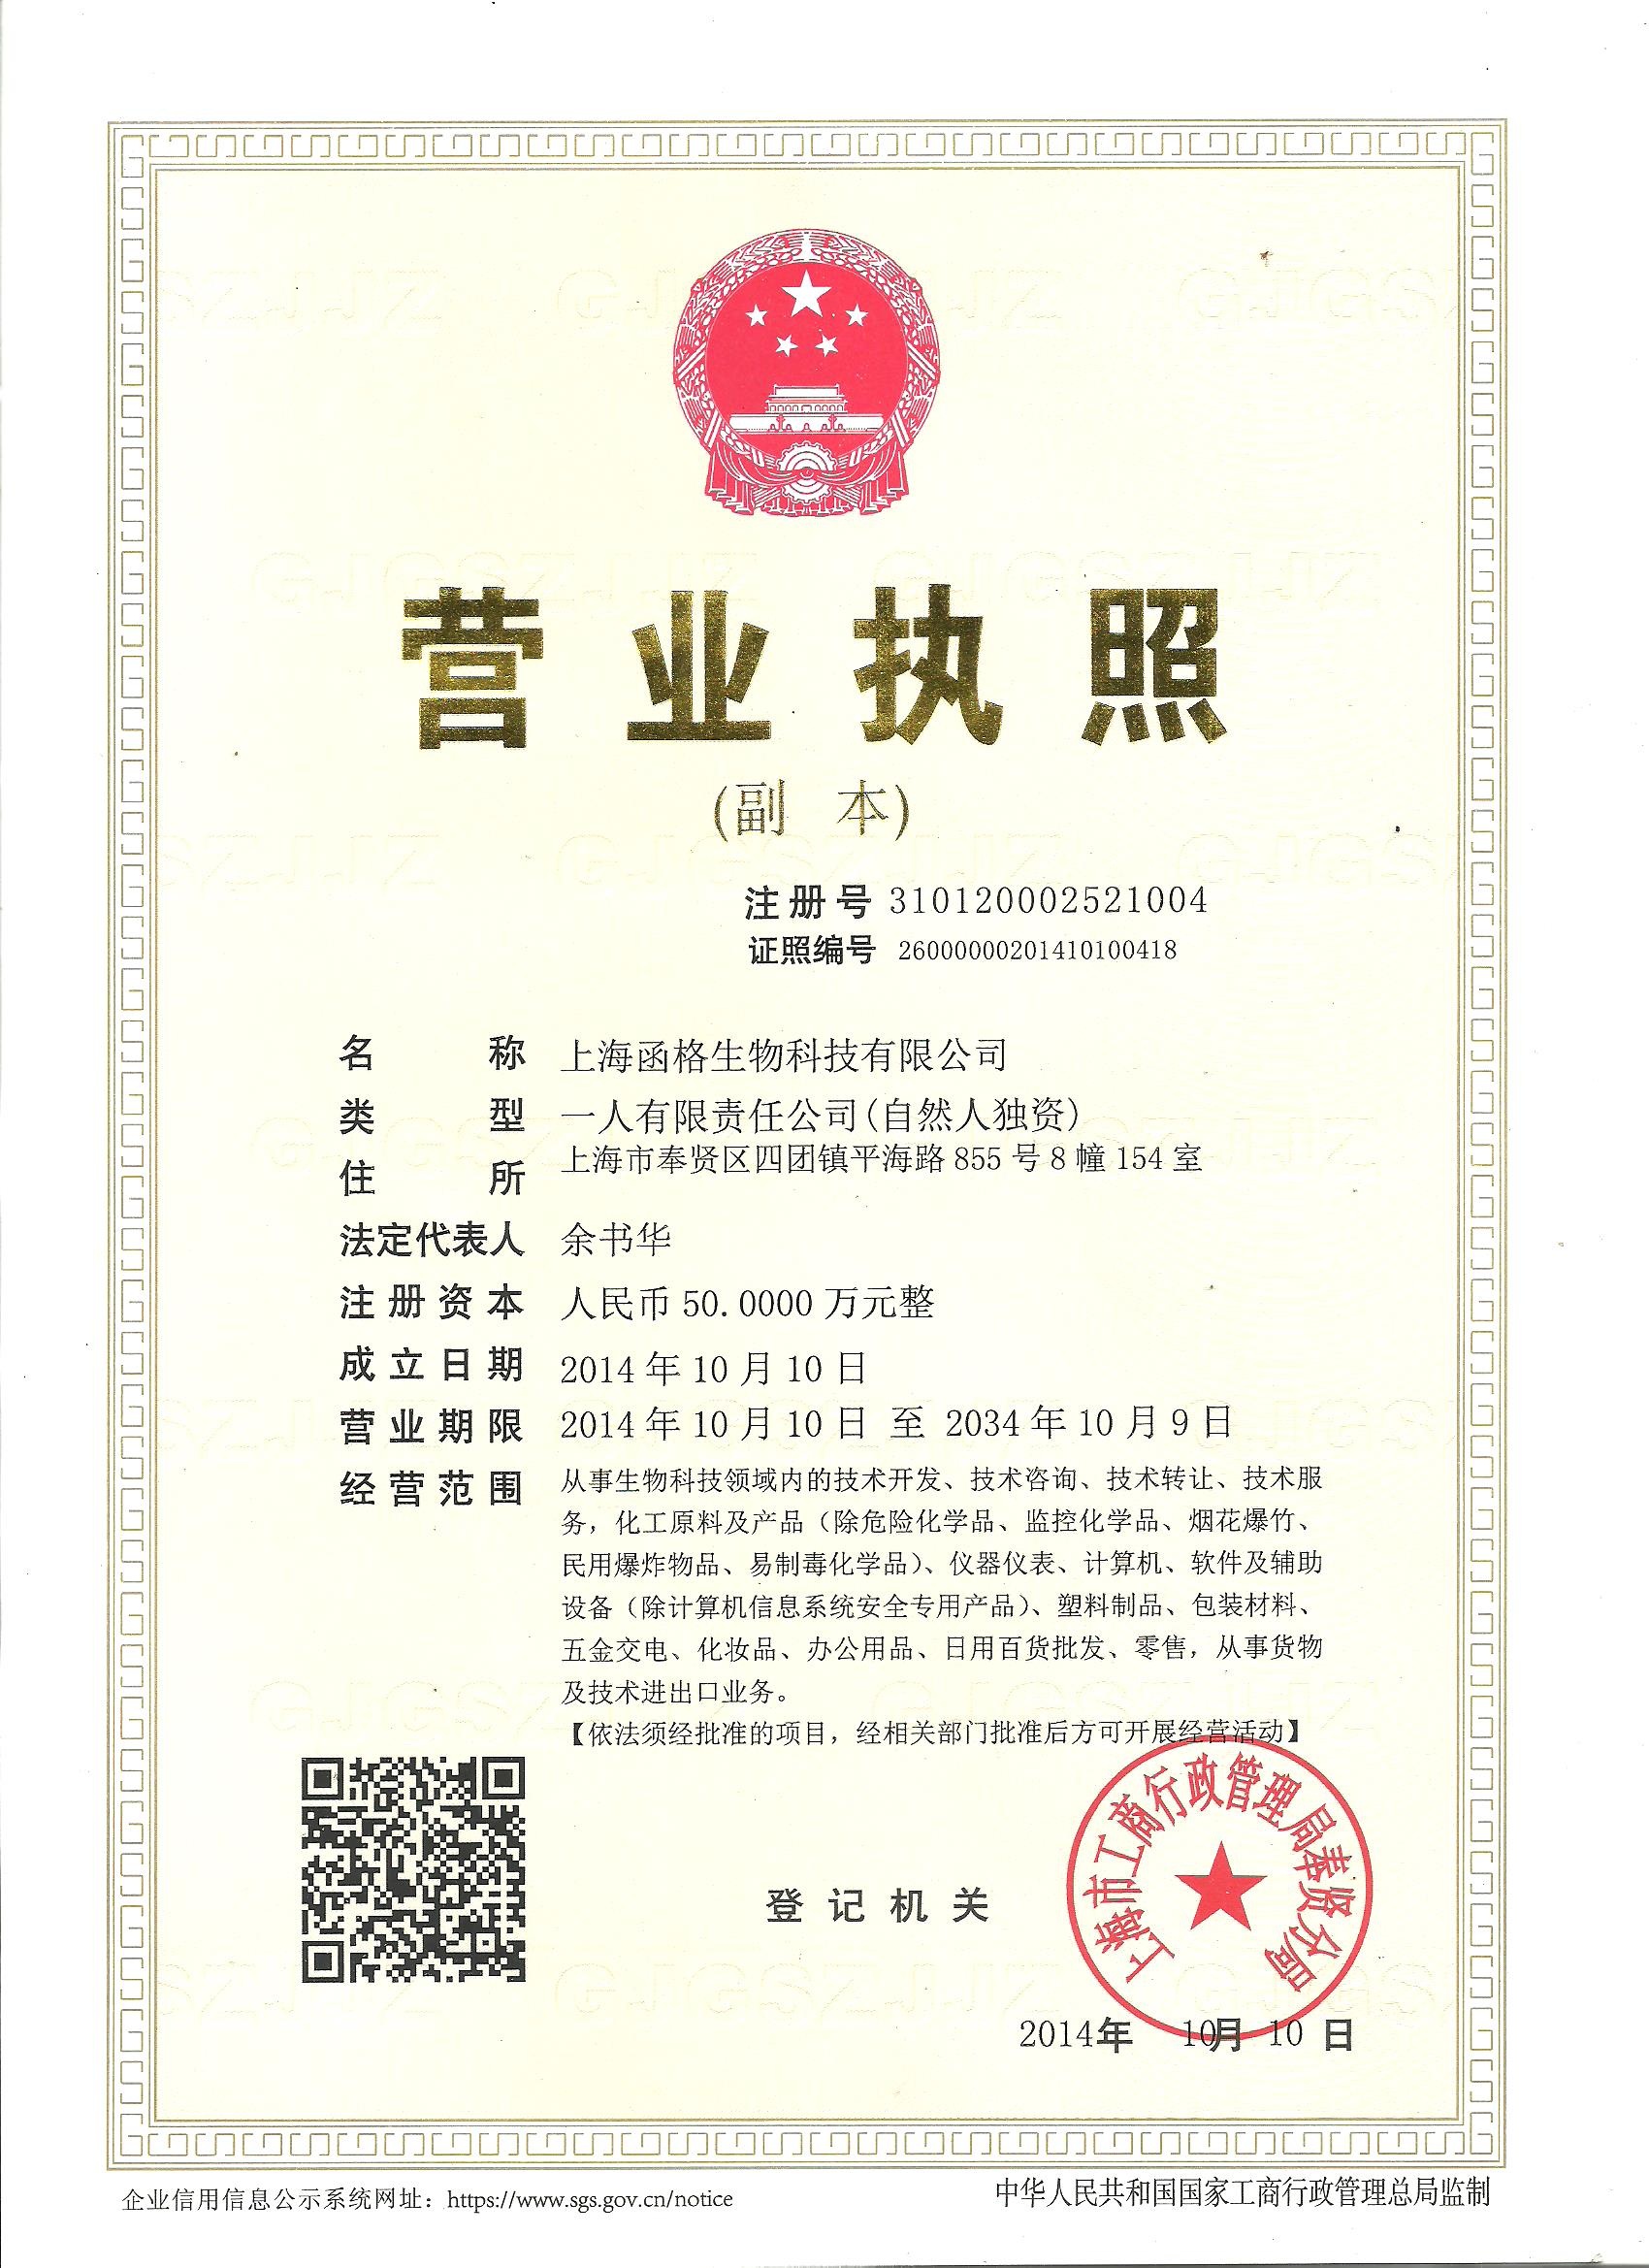 营业执照
(副 本)
注册号 310120002521004
证照编号 26000000201410100418
名称 上海函格生物科技有限公司
类型 一人有限责任公司(自然人独资)
住所 上海市奉贤区四团镇平海路 855 号 8 幢 154 室
法定代表人 余书华
注册资本 人民币 50.0000 万元整
成立日期 2014 年 10 月 10 日
营业期限 2014 年 10 月 10 日 至 2034 年 10 月 9 日
经营范围 从事生物科技领域内的技术开发、技术咨询、技术转让、技术服
务，化工原料及产品（除危险化学品、监控化学品、烟花爆竹、
民用爆炸物品、易制毒化学品）、仪器仪表、计算机、软件及辅助
设备（除计算机信息系统安全专用产品）、塑料制品、包装材料、
五金交电、化妆品、办公用品、日用百货批发、零售，从事货物
及技术进出口业务。
【依法须经批准的项目，经相关部门批准后方可开展经营活动】
上海市工商行政管理局奉贤分局
登记机关
2014年 10月 10 日
企业信用信息公示系统网址：https://www.sgs.gov.cn/notice
中华人民共和国国家工商行政管理总局监制